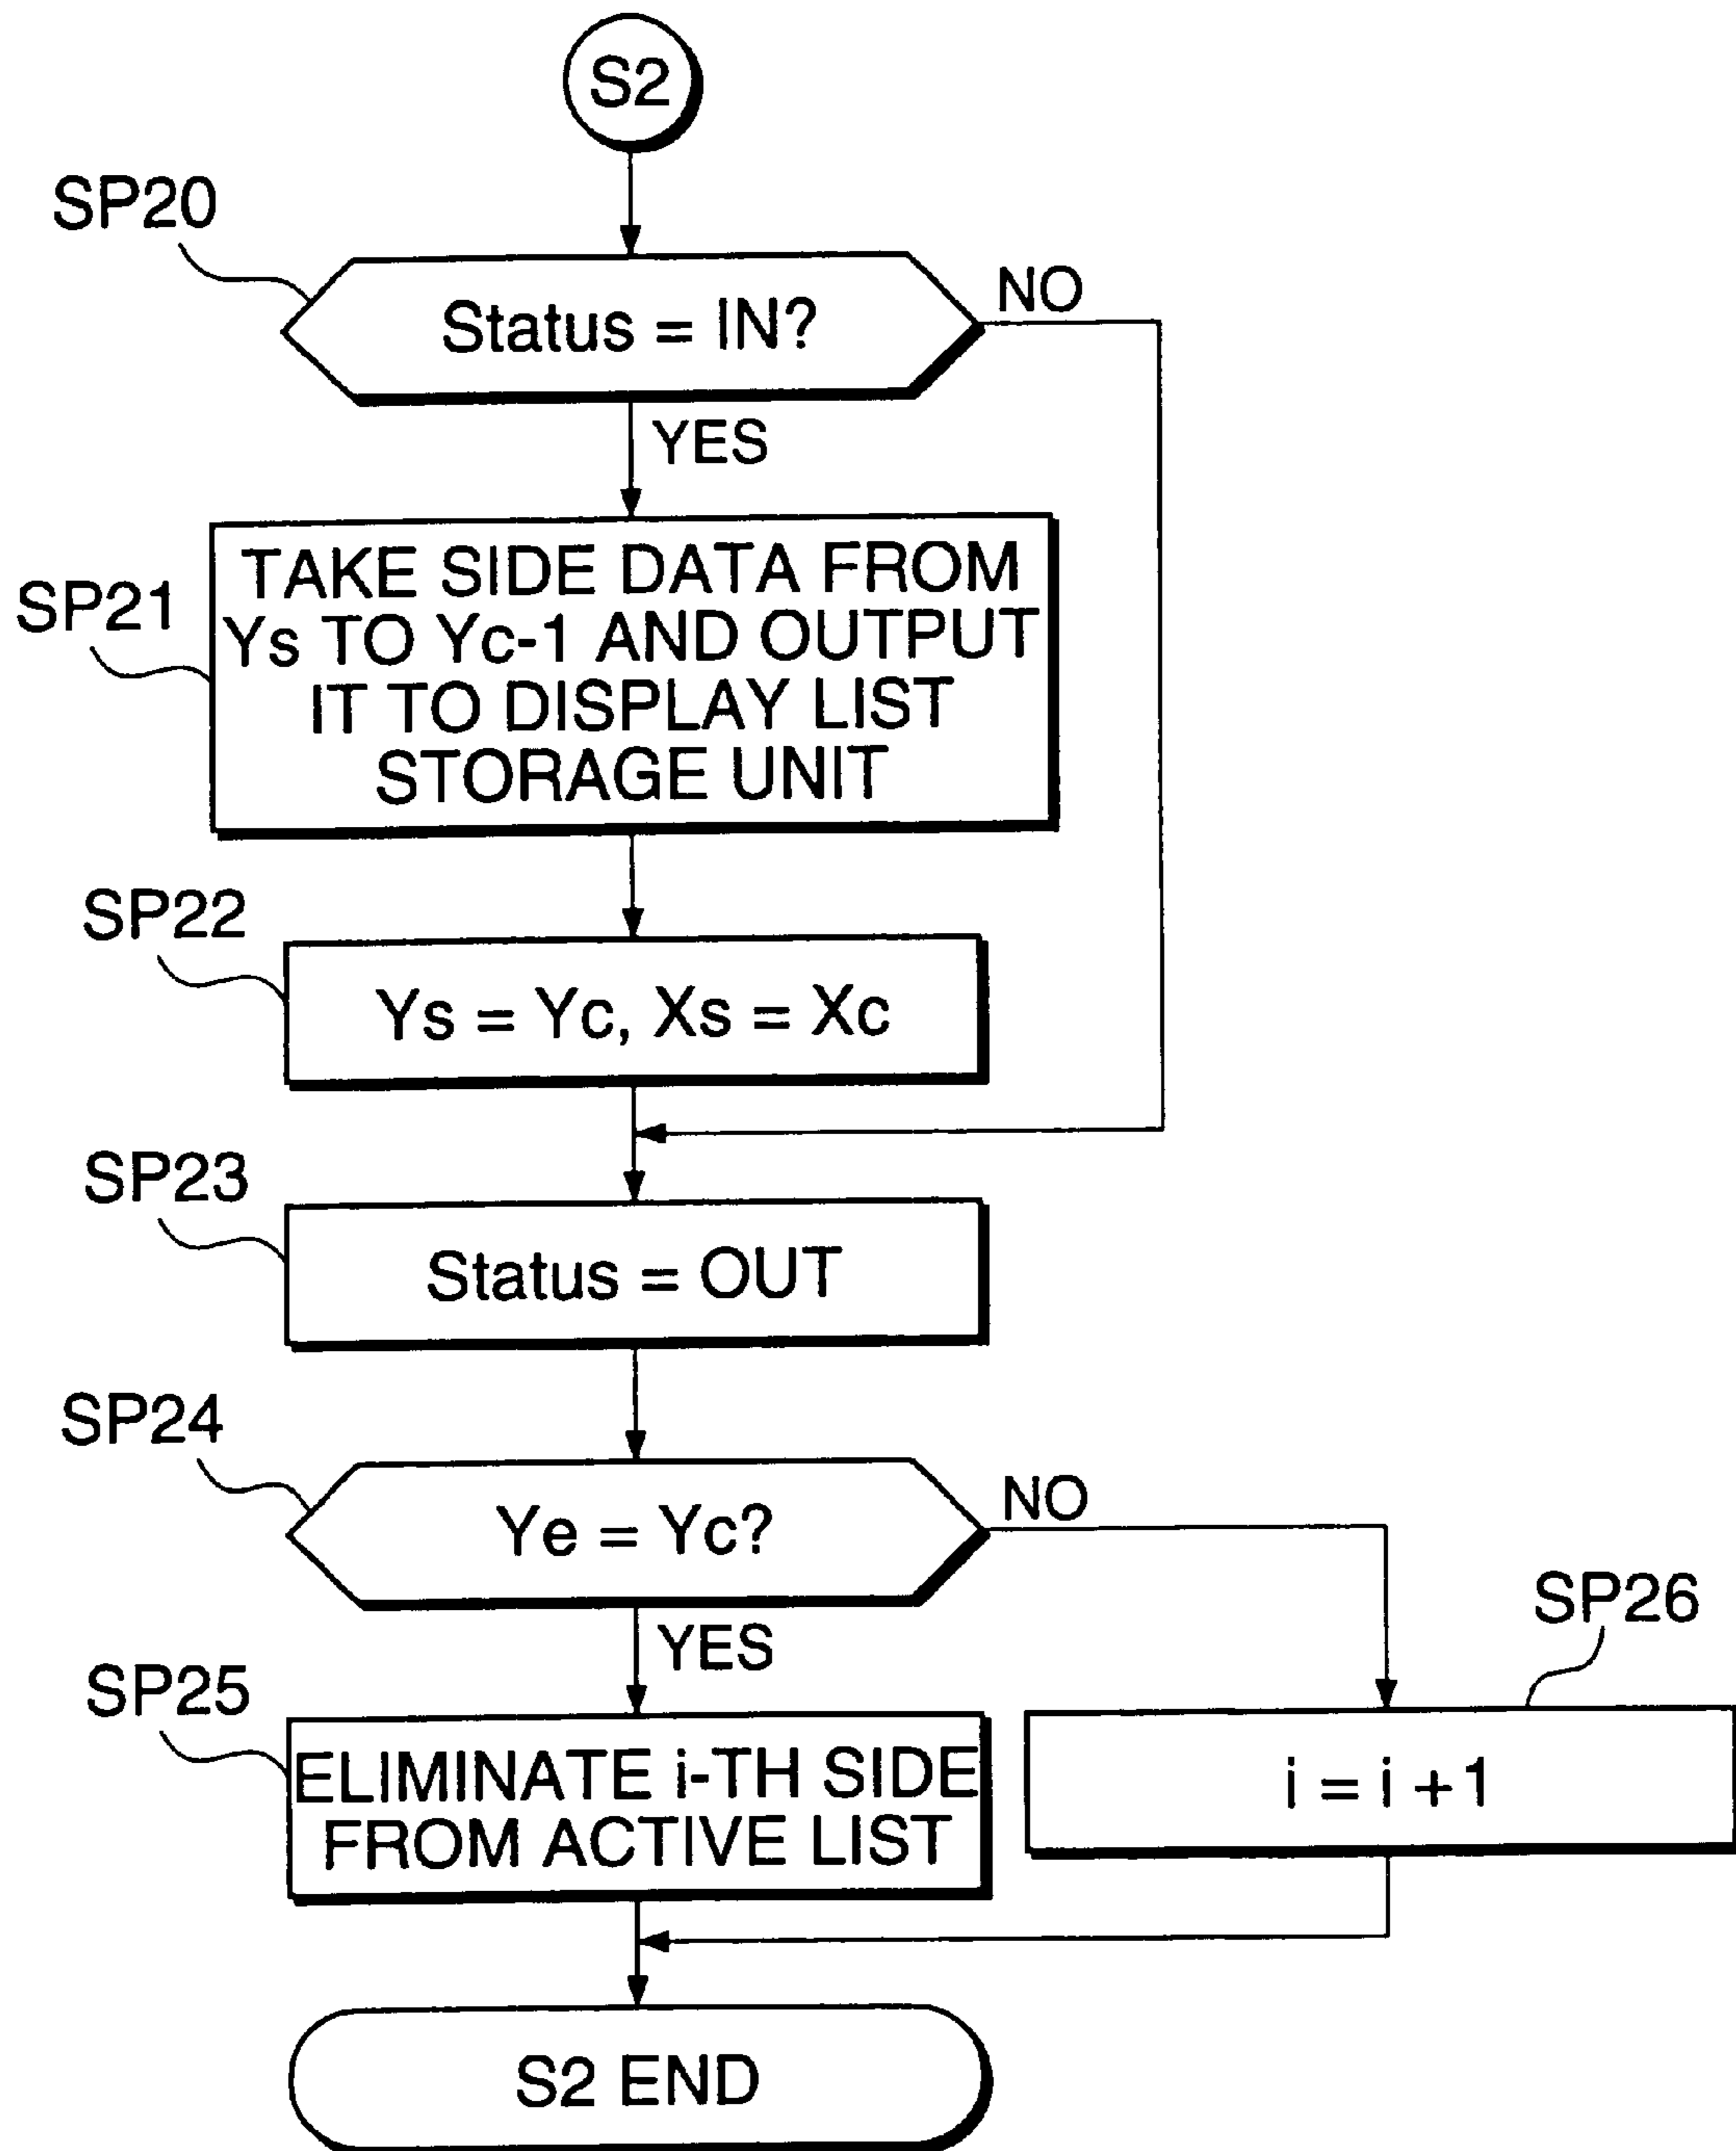 S2
SP20
Status = IN?
NO
YES
SP21
TAKE SIDE DATA FROM
Ys TO Yc-1 AND OUTPUT
IT TO DISPLAY LIST
STORAGE UNIT
SP22
Ys = Yc, Xs = Xc
SP23
Status = OUT
SP24
Ye = Yc?
NO
YES
SP26
SP25
ELIMINATE i-TH SIDE
FROM ACTIVE LIST
i = i +1
S2 END